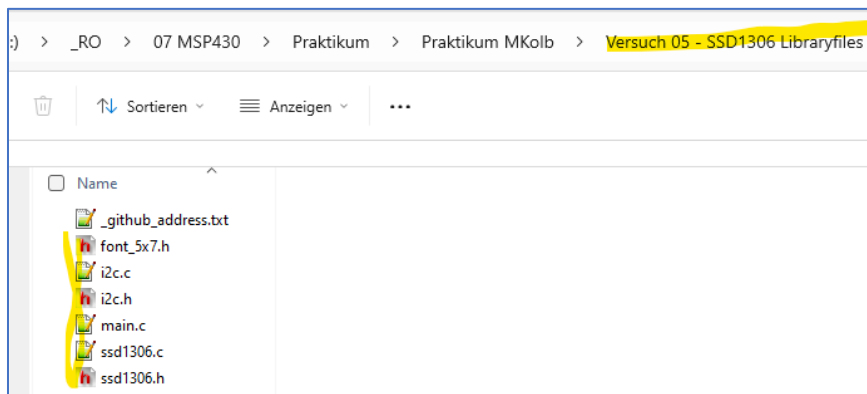 :) > _RO > 07 MSP430 > Praktikum > Praktikum MKolb > Versuch 05 - SSD1306 Libraryfiles
Sortieren Anzeigen ...
Name
_github_address.txt
font_5x7.h
i2c.c
i2c.h
main.c
ssd1306.c
ssd1306.h